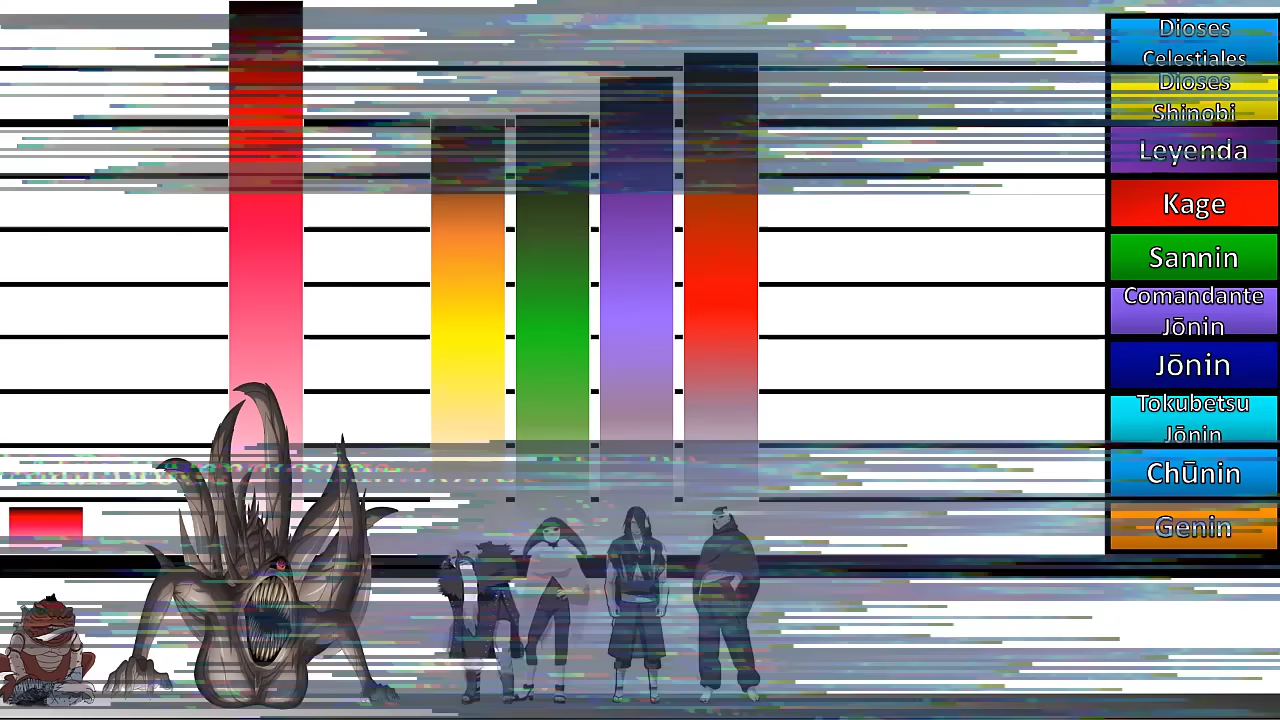 Dioses
Celestiales
Dioses
Shinobi
Leyenda
Kage
Sannin
Comandante
Jōnin
Jōnin
Tokubetsu
Jōnin
Chūnin
Genin